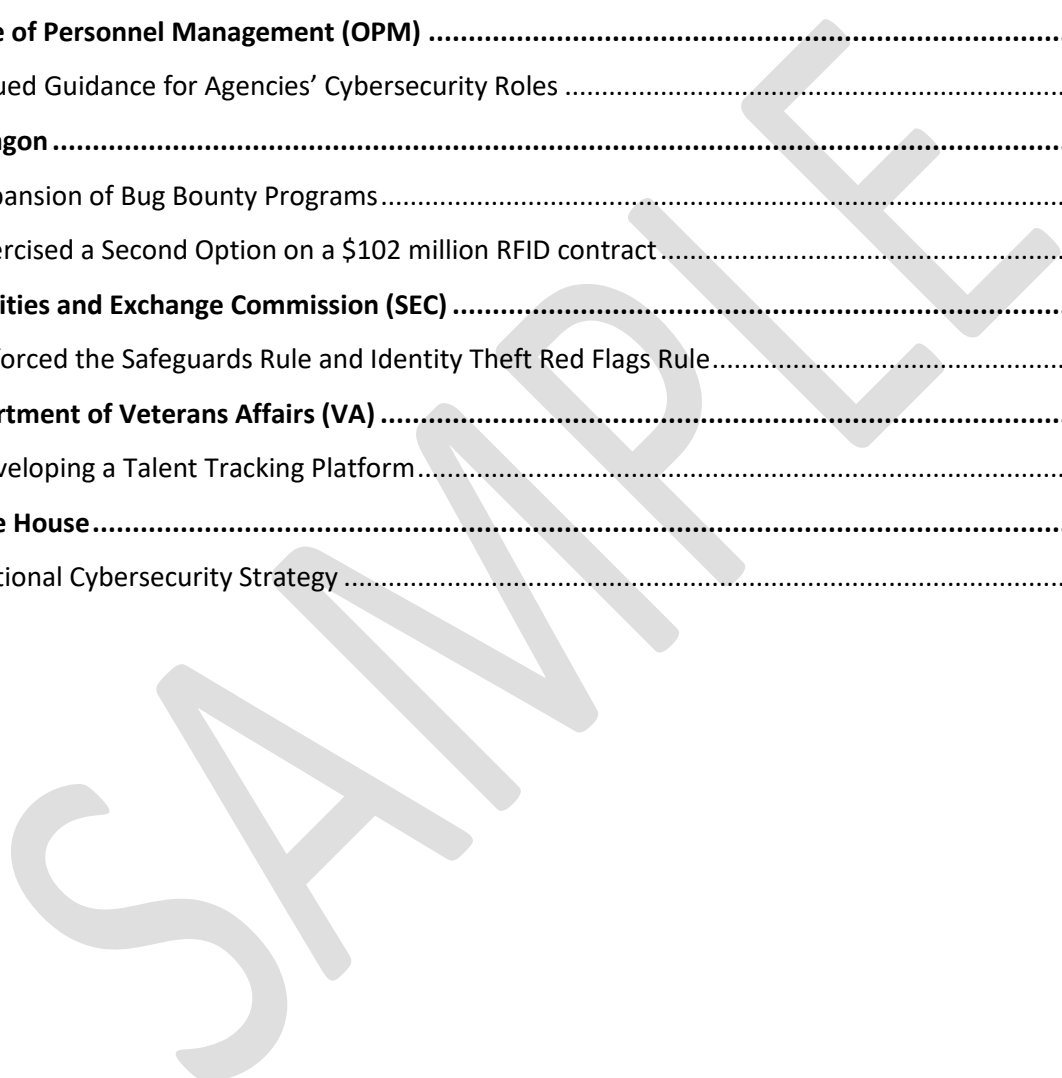 e of Personnel Management (OPM) ................................................................................
ued Guidance for Agencies’ Cybersecurity Roles ................................................................
agon ................................................................................................................................
pansion of Bug Bounty Programs ................................................................................
ercised a Second Option on a $102 million RFID contract ................................................
ities and Exchange Commission (SEC) ................................................................................
forced the Safeguards Rule and Identity Theft Red Flags Rule ................................................
rtment of Veterans Affairs (VA) ................................................................................
veloping a Talent Tracking Platform ................................................................................
e House ................................................................................................................................
tional Cybersecurity Strategy ................................................................................
SAMPLE